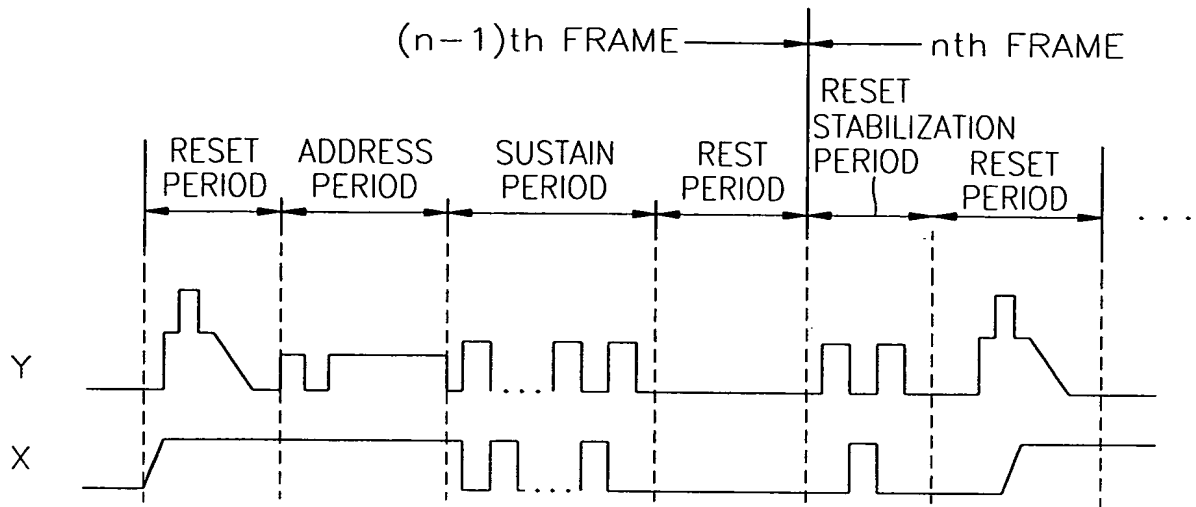 (n-1)th FRAME
nth FRAME
RESET
PERIOD
ADDRESS
PERIOD
SUSTAIN
PERIOD
REST
PERIOD
RESET
STABILIZATION
PERIOD
RESET
PERIOD
. . .
Y
....
X
....